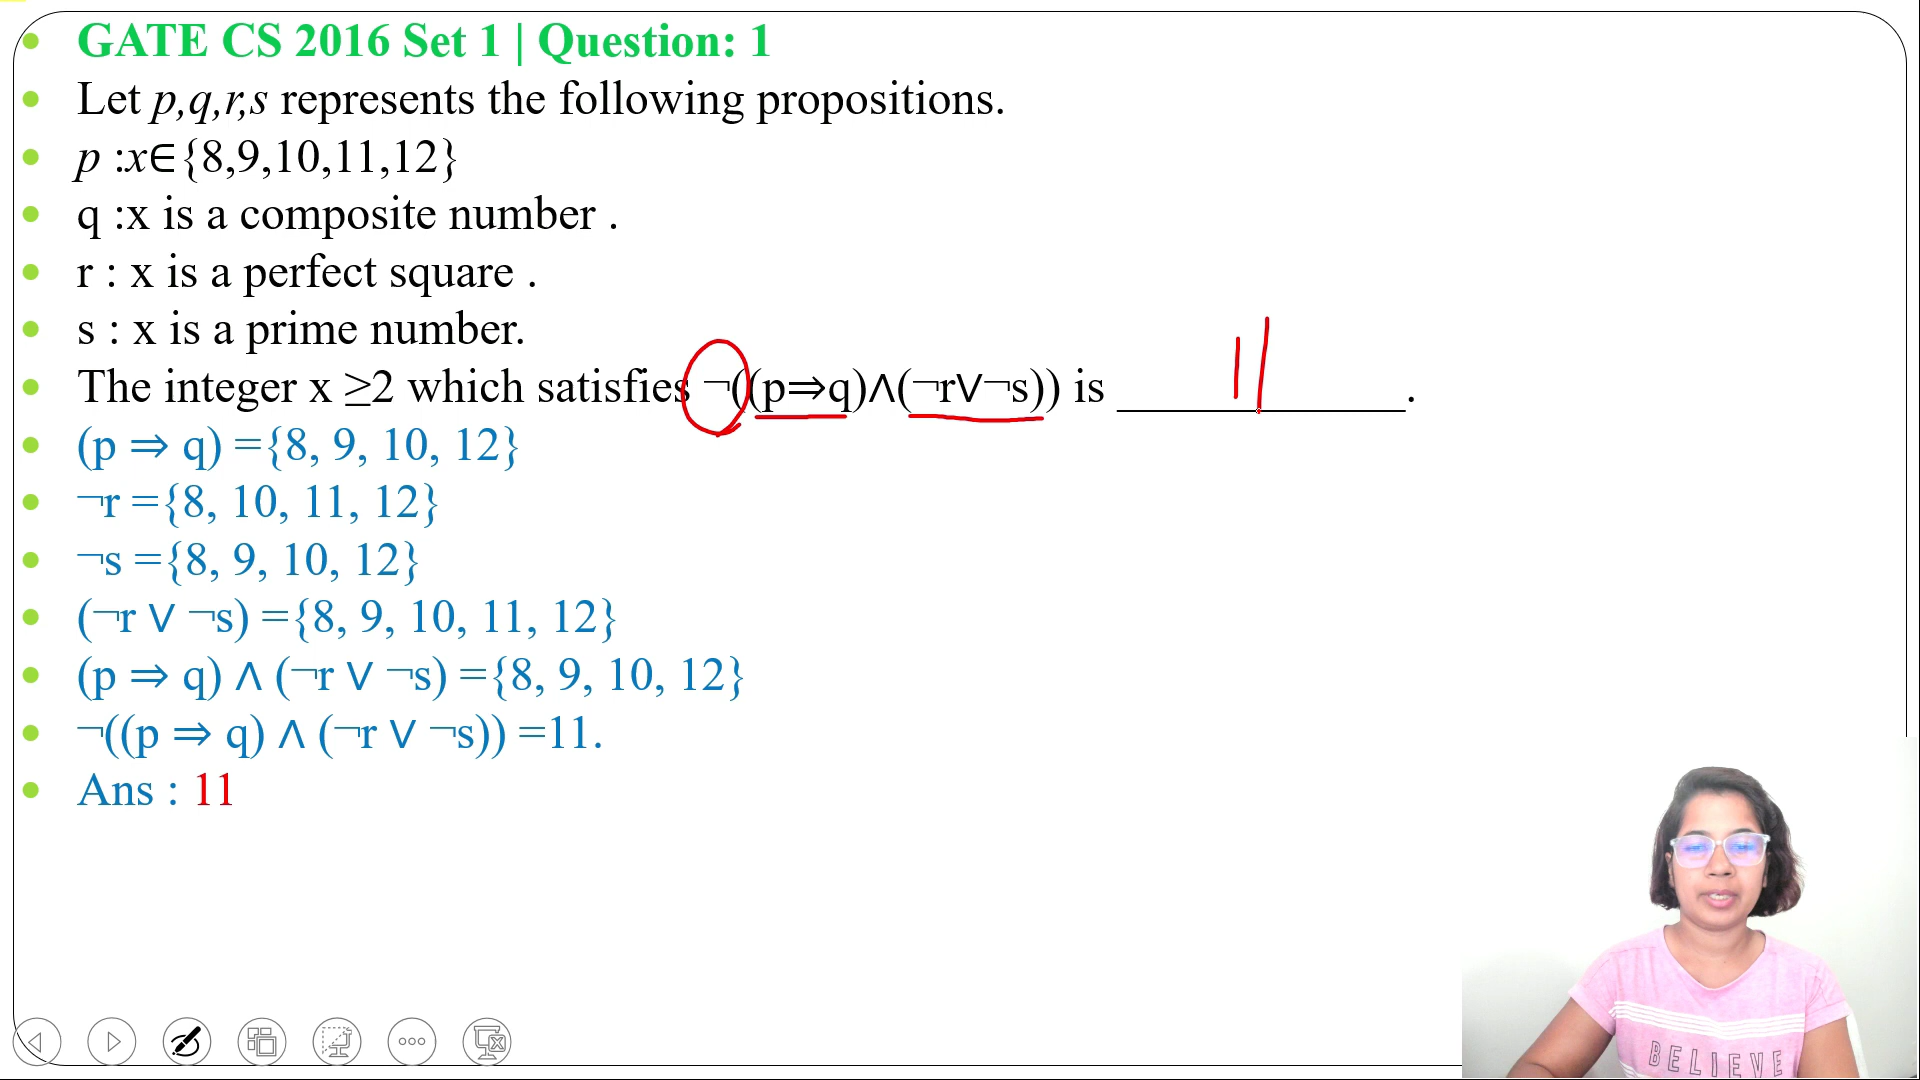 GATE CS 2016 Set 1 | Question: 1
Let p,q,r,s represents the following propositions.
p :x∈{8,9,10,11,12}
q :x is a composite number .
r : x is a perfect square .
s : x is a prime number.
The integer x ≥2 which satisfies ¬((p⇒q)∧(¬r∨¬s)) is ____________. 11
(p ⇒ q) ={8, 9, 10, 12}
¬r ={8, 10, 11, 12}
¬s ={8, 9, 10, 12}
(¬r ∨ ¬s) ={8, 9, 10, 11, 12}
(p ⇒ q) ∧ (¬r ∨ ¬s) ={8, 9, 10, 12}
¬((p ⇒ q) ∧ (¬r ∨ ¬s)) =11.
Ans : 11
BELIEVE